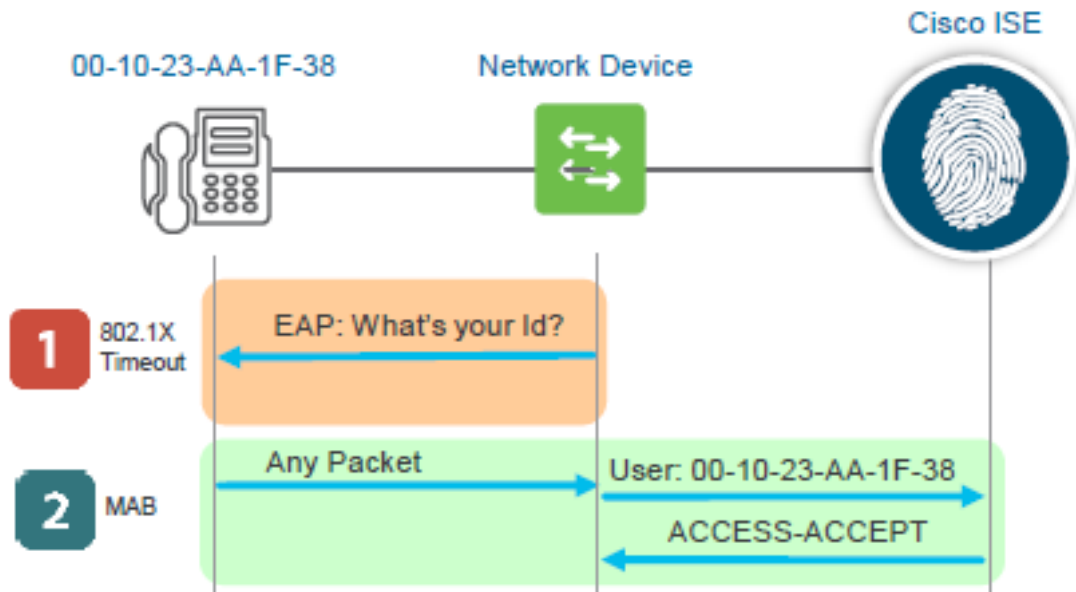 Cisco ISE
00-10-23-AA-1F-38
Network Device
1
802.1X
Timeout
EAP: What's your Id?
2
MAB
Any Packet
User: 00-10-23-AA-1F-38
ACCESS-ACCEPT